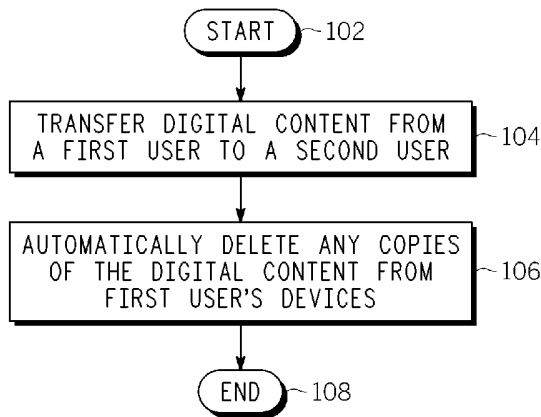 START
102
TRANSFER DIGITAL CONTENT FROM
A FIRST USER TO A SECOND USER
104
AUTOMATICALLY DELETE ANY COPIES
OF THE DIGITAL CONTENT FROM
FIRST USER'S DEVICES
106
END
108